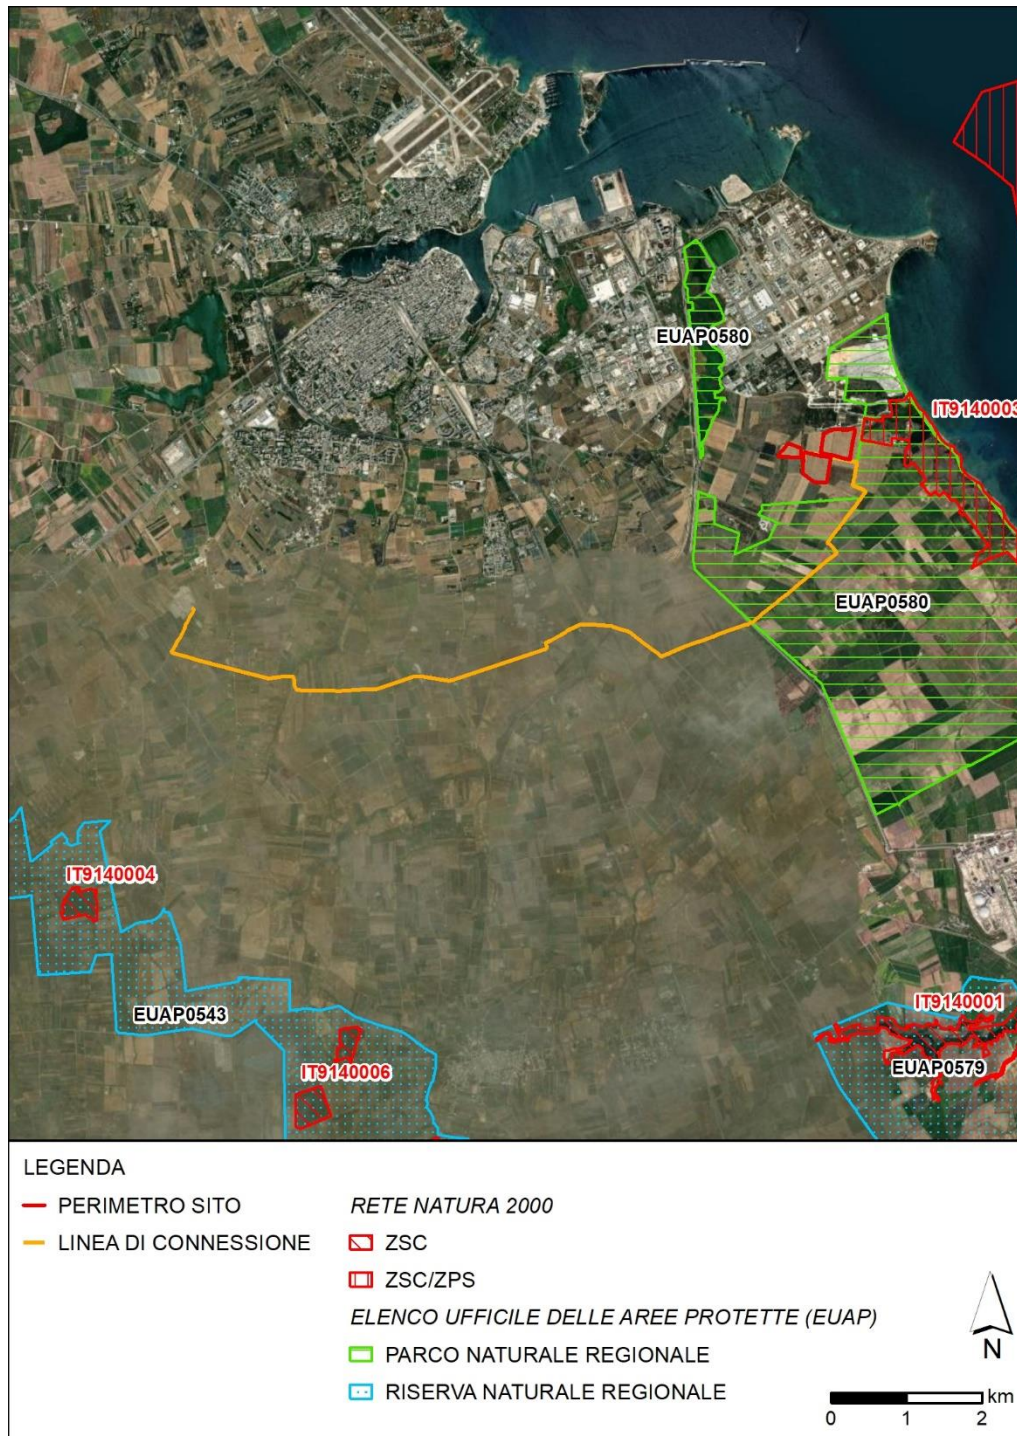 EUAP0580
IT9140003
EUAP0580
IT9140004
EUAP0543
IT9140006
IT9140001
EUAP0579
LEGENDA
PERIMETRO SITO
LINEA DI CONNESSIONE
RETE NATURA 2000
ZSC
ZSC/ZPS
ELENCO UFFICILE DELLE AREE PROTETTE (EUAP)
PARCO NATURALE REGIONALE
RISERVA NATURALE REGIONALE
N
km
0 1 2